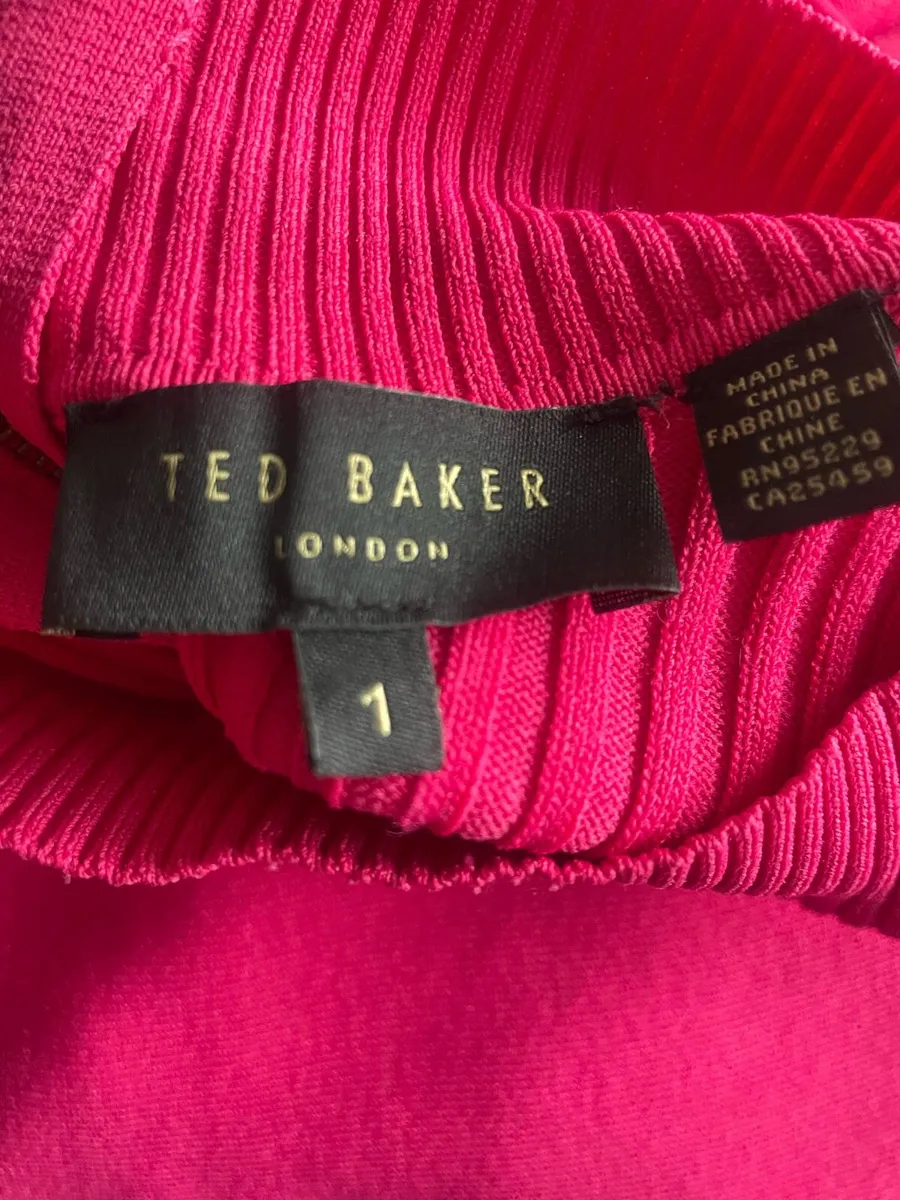 TED BAKER
LONDON
1
MADE IN
CHINA
FABRIQUE EN
CHINE
RN95229
CA25459